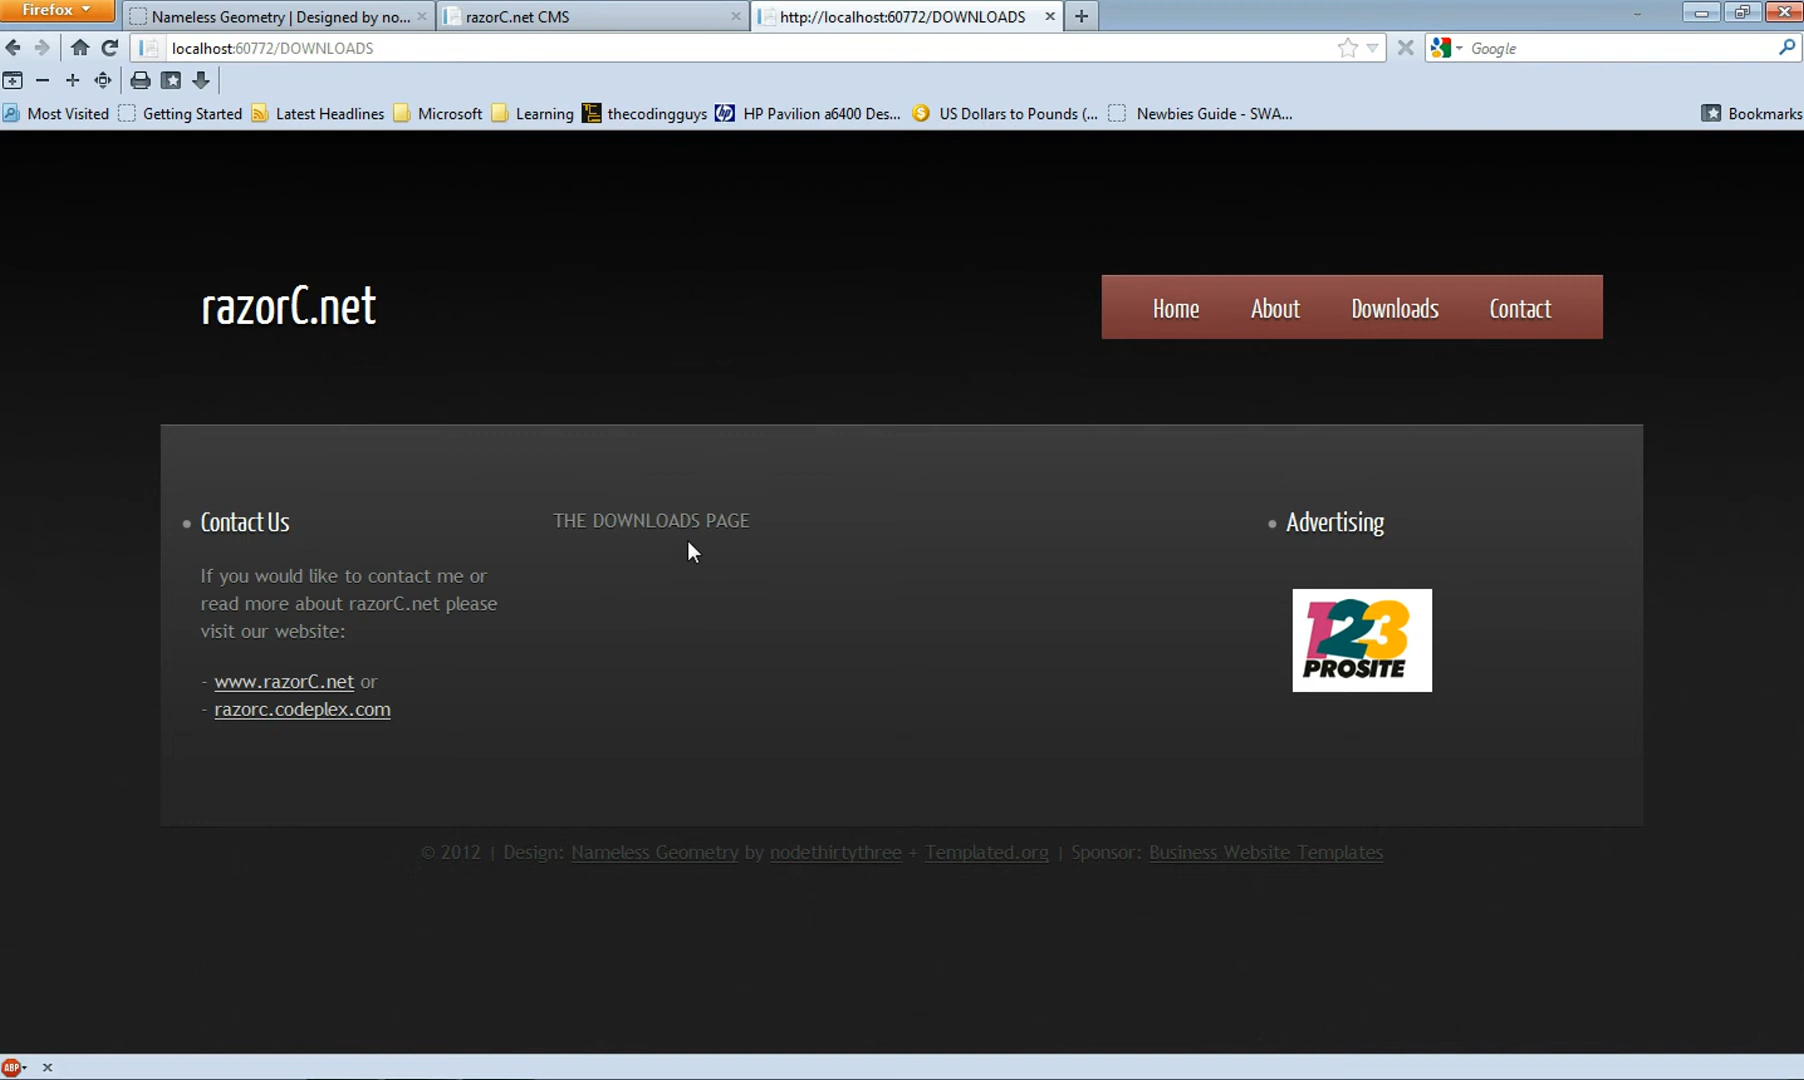 Firefox
Nameless Geometry | Designed by no...
razorC.net CMS
http://localhost:60772/DOWNLOADS
localhost:60772/DOWNLOADS
Google
Most Visited
Getting Started
Latest Headlines
Microsoft
Learning
thecodingguys
HP Pavilion a6400 Des...
US Dollars to Pounds (...
Newbies Guide - SWA...
Bookmarks
razorC.net
Home
About
Downloads
Contact
Contact Us
If you would like to contact me or
read more about razorC.net please
visit our website:
- www.razorC.net or
- razorc.codeplex.com
THE DOWNLOADS PAGE
Advertising
123
PROSITE
© 2012 | Design: Nameless Geometry by nodethirtythree + Templated.org | Sponsor: Business Website Templates
ABP